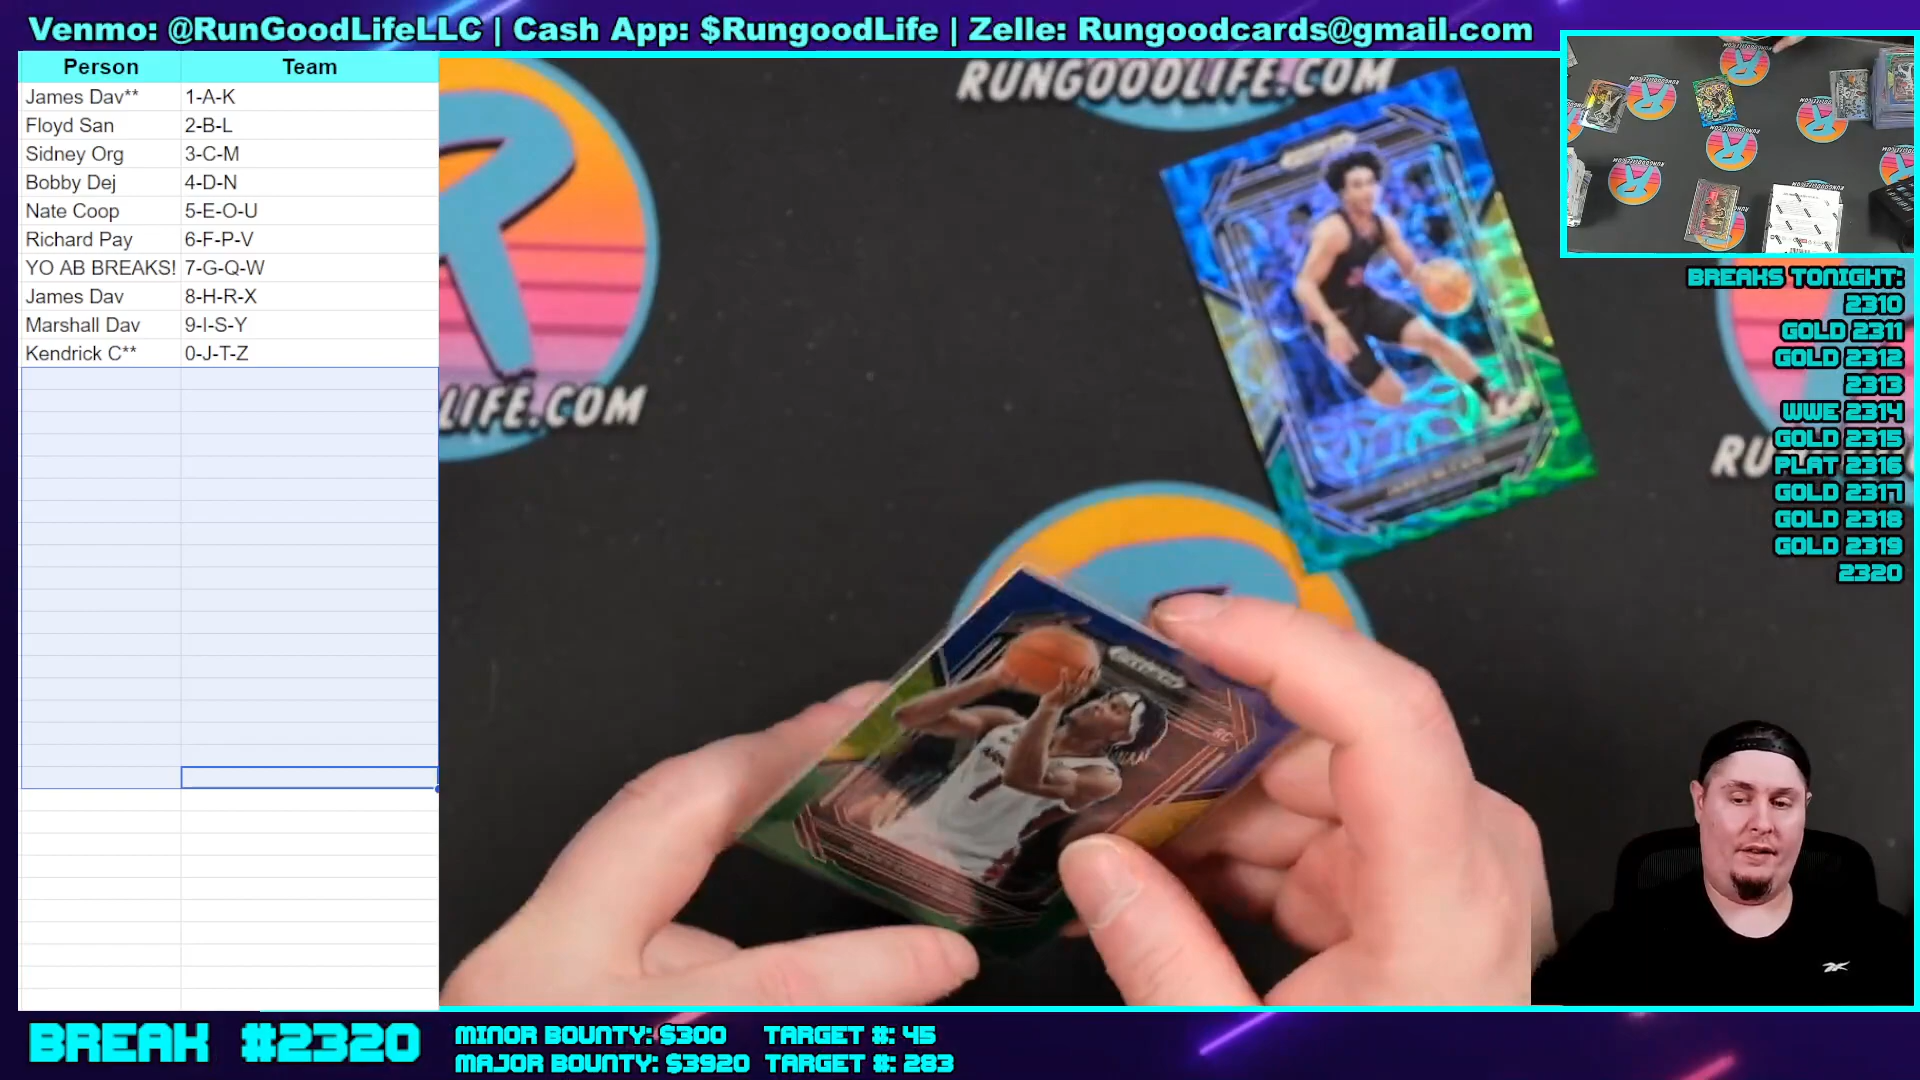 Venmo: @RunGoodLifeLLC | Cash App: $RungoodLife | Zelle: Rungoodcards@gmail.com
Person Team
James Dav** 1-A-K
Floyd San 2-B-L
Sidney Org 3-C-M
Bobby Dej 4-D-N
Nate Coop 5-E-O-U
Richard Pay 6-F-P-V
YO AB BREAKS! 7-G-Q-W
James Dav 8-H-R-X
Marshall Dav 9-I-S-Y
Kendrick C** 0-J-T-Z
RUNGOODLIFE.COM
LIFE.COM
RU
BREAKS TONIGHT:
2310
GOLD 2311
GOLD 2312
2313
WWE 2314
GOLD 2315
PLAT 2316
GOLD 2317
GOLD 2318
GOLD 2319
2320
BREAK #2320
MINOR BOUNTY: $300 TARGET #: 45
MAJOR BOUNTY: $3920 TARGET #: 283